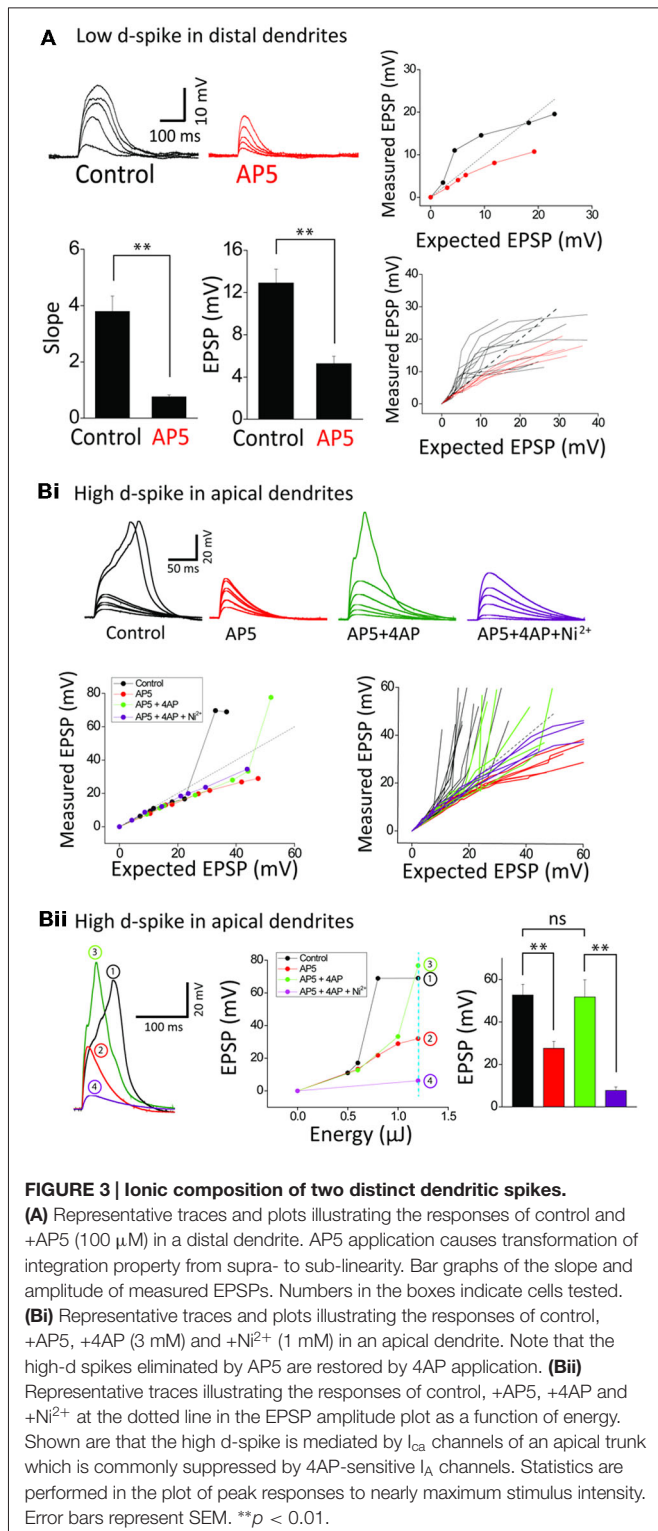 A Low d-spike in distal dendrites
10 mV
100 ms
Control
AP5
Measured EPSP (mV)
30
20
10
0
0 10 20 30
Expected EPSP (mV)
Slope
6
4
2
0
**
Control AP5
EPSP (mV)
16
12
8
4
0
**
Control AP5
Measured EPSP (mV)
40
30
20
10
0
0 10 20 30 40
Expected EPSP (mV)
Bi High d-spike in apical dendrites
20 mV
50 ms
Control
AP5
AP5+4AP
AP5+4AP+Ni²⁺
Measured EPSP (mV)
80
60
40
20
0
Control
AP5
AP5 + 4AP
AP5 + 4AP + Ni²⁺
0 20 40 60
Expected EPSP (mV)
Measured EPSP (mV)
60
40
20
0
0 20 40 60
Expected EPSP (mV)
Bii High d-spike in apical dendrites
3
1
2
4
20 mV
100 ms
EPSP (mV)
80
60
40
20
0
Control
AP5
AP5 + 4AP
AP5 + 4AP + Ni²⁺
3
1
2
4
0.0 0.5 1.0 1.5
Energy (μJ)
EPSP (mV)
60
40
20
0
ns
** **
FIGURE 3 | Ionic composition of two distinct dendritic spikes.
(A) Representative traces and plots illustrating the responses of control and
+AP5 (100 μM) in a distal dendrite. AP5 application causes transformation of
integration property from supra- to sub-linearity. Bar graphs of the slope and
amplitude of measured EPSPs. Numbers in the boxes indicate cells tested.
(Bi) Representative traces and plots illustrating the responses of control,
+AP5, +4AP (3 mM) and +Ni²⁺ (1 mM) in an apical dendrite. Note that the
high-d spikes eliminated by AP5 are restored by 4AP application. (Bii)
Representative traces illustrating the responses of control, +AP5, +4AP and
+Ni²⁺ at the dotted line in the EPSP amplitude plot as a function of energy.
Shown are that the high d-spike is mediated by I_ca channels of an apical trunk
which is commonly suppressed by 4AP-sensitive I_A channels. Statistics are
performed in the plot of peak responses to nearly maximum stimulus intensity.
Error bars represent SEM. **p < 0.01.